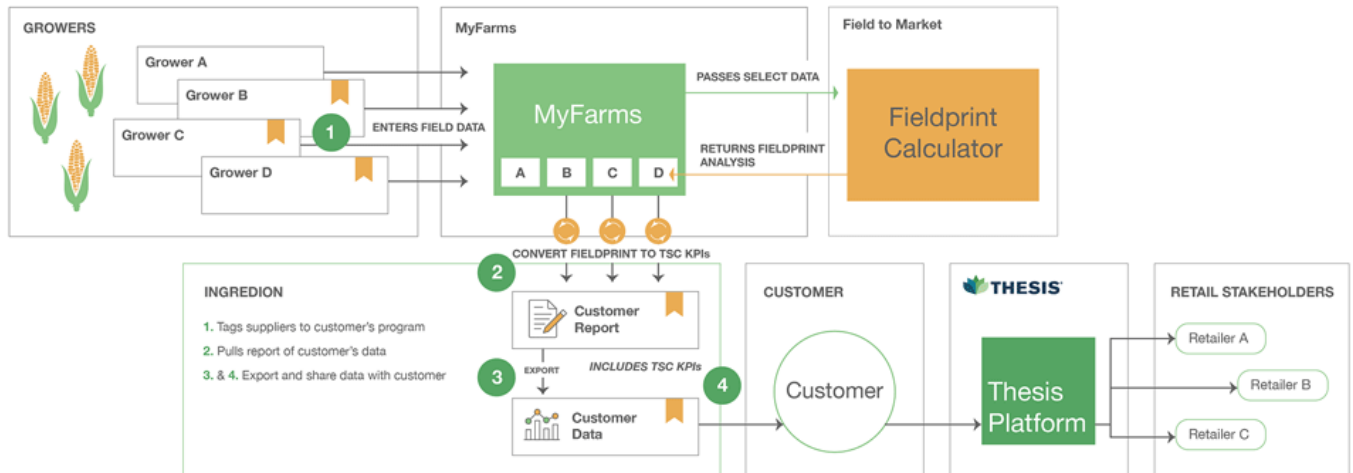 GROWERS
Grower A
Grower B
Grower C
Grower D
1
ENTERS FIELD DATA
MyFarms
MyFarms
A B C D
PASSES SELECT DATA
RETURNS FIELDPRINT
ANALYSIS
Field to Market
Fieldprint
Calculator
CONVERT FIELDPRINT TO TSC KPIs
2
INGREDION
1. Tags suppliers to customer's program
2. Pulls report of customer's data
3. & 4. Export and share data with customer
Customer
Report
3
EXPORT
INCLUDES TSC KPIs
4
Customer
Data
CUSTOMER
Customer
THESIS
Thesis
Platform
RETAIL STAKEHOLDERS
Retailer A
Retailer B
Retailer C